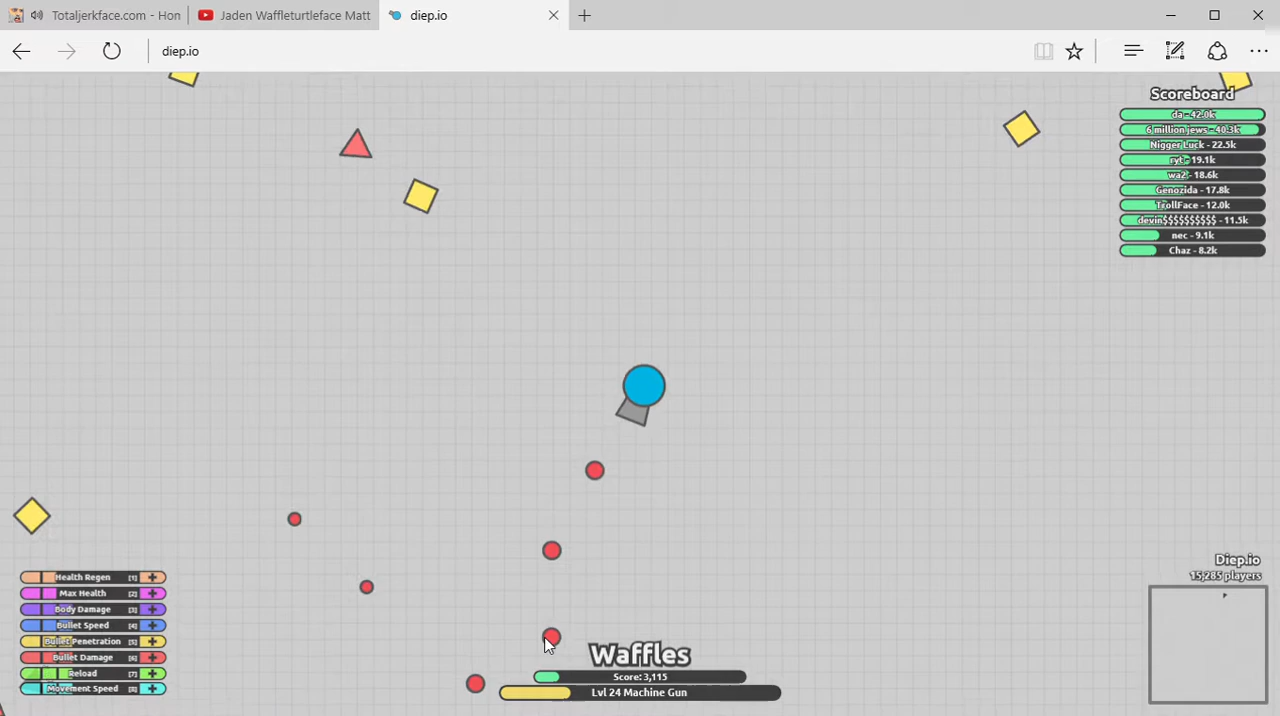 Totaljerkface.com - Hon
Jaden Waffleturtleface Matt
diep.io
diep.io
Scoreboard
da - 42.0k
6 million jews - 40.3k
Nigger Luck - 22.5k
ryt - 19.1k
wa2 - 18.6k
Genozida - 17.8k
TrollFace - 12.0k
devin$$$$$$$$$$ - 11.5k
nec - 9.1k
Chaz - 8.2k
Health Regen [1]
Max Health [2]
Body Damage [3]
Bullet Speed [4]
Bullet Penetration [5]
Bullet Damage [6]
Reload [7]
Movement Speed [8]
Waffles
Score: 3,115
Lvl 24 Machine Gun
Diep.io
15,285 players